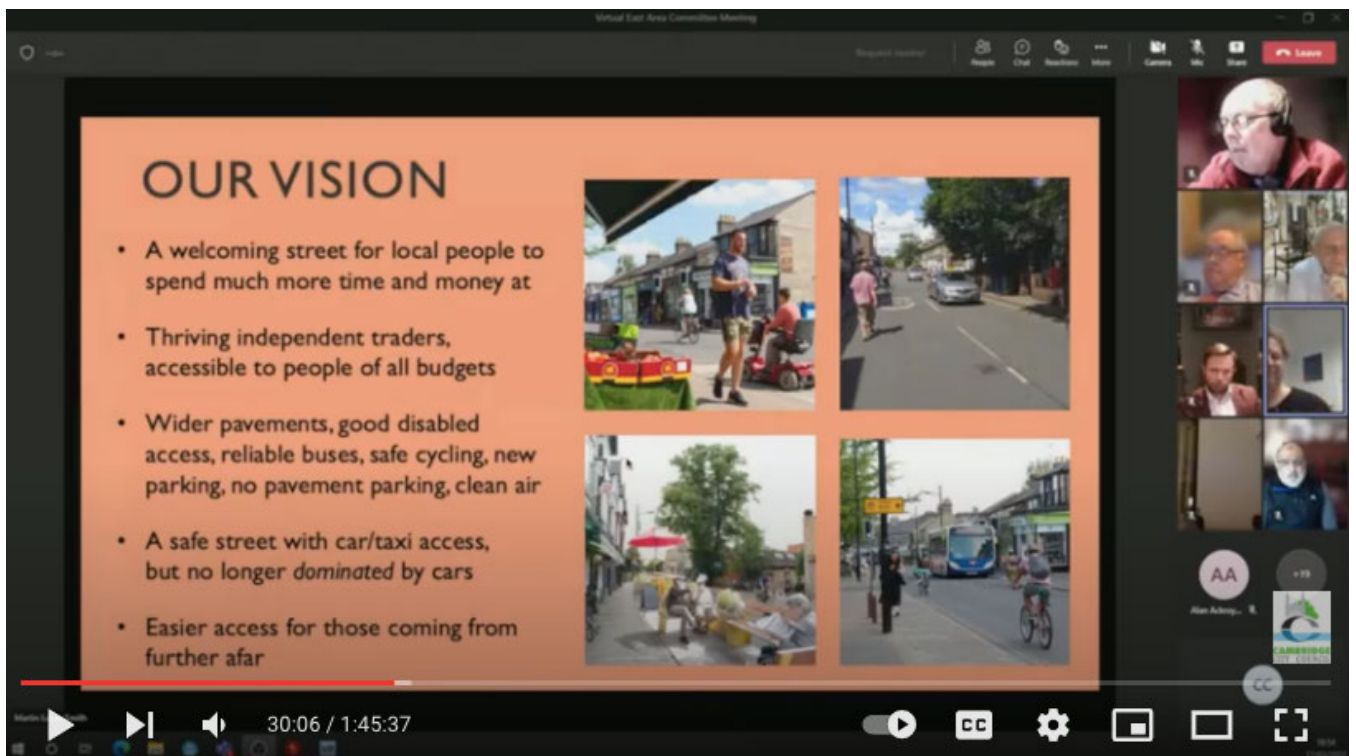 Virtual East Area Committee Meeting
People Chat Reactions More Camera Mic Share Leave
OUR VISION
• A welcoming street for local people to
spend much more time and money at
• Thriving independent traders,
accessible to people of all budgets
• Wider pavements, good disabled
access, reliable buses, safe cycling, new
parking, no pavement parking, clean air
• A safe street with car/taxi access,
but no longer dominated by cars
• Easier access for those coming from
further afar
AA
+19
CAMBRIDGE
CITY COUNCIL
CC
30:06 / 1:45:37
CC